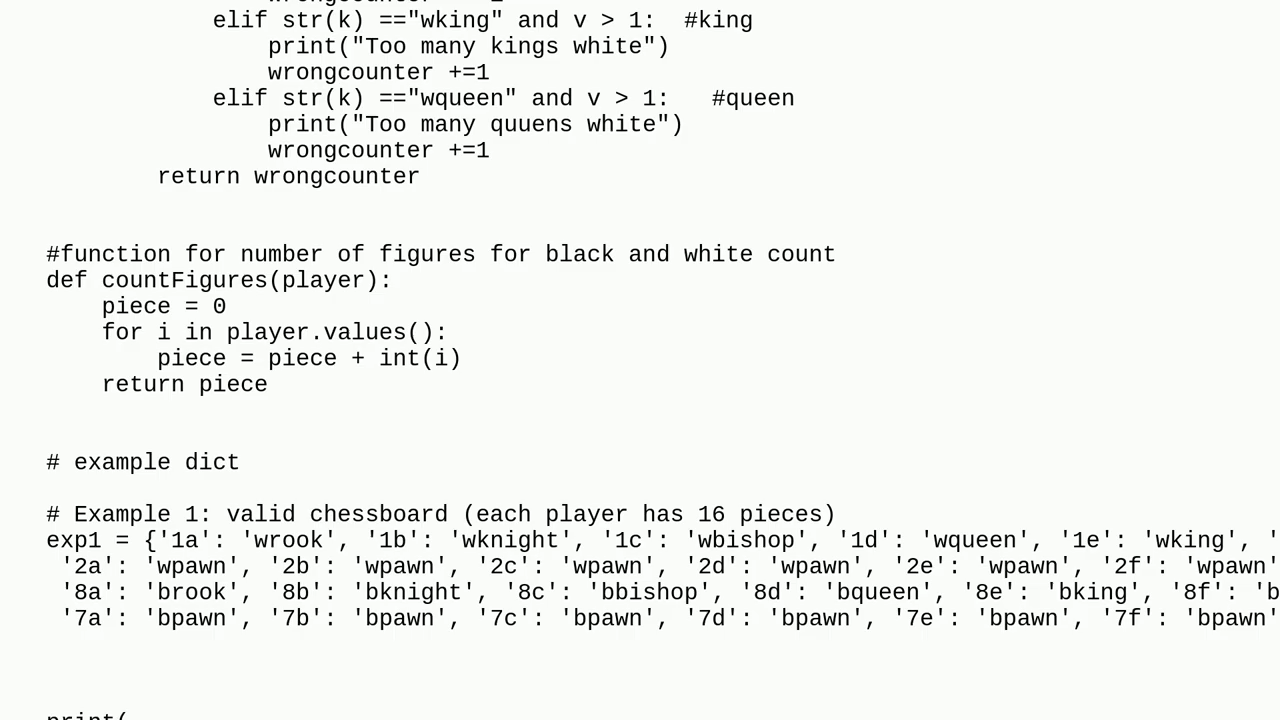 elif str(k) =="wking" and v > 1:  #king
print("Too many kings white")
wrongcounter +=1
elif str(k) =="wqueen" and v > 1:   #queen
print("Too many quuens white")
wrongcounter +=1
return wrongcounter
#function for number of figures for black and white count
def countFigures(player):
piece = 0
for i in player.values():
piece = piece + int(i)
return piece
# example dict
# Example 1: valid chessboard (each player has 16 pieces)
exp1 = {'1a': 'wrook', '1b': 'wknight', '1c': 'wbishop', '1d': 'wqueen', '1e': 'wking', '
'2a': 'wpawn', '2b': 'wpawn', '2c': 'wpawn', '2d': 'wpawn', '2e': 'wpawn', '2f': 'wpawn'
'8a': 'brook', '8b': 'bknight', '8c': 'bbishop', '8d': 'bqueen', '8e': 'bking', '8f': 'b
'7a': 'bpawn', '7b': 'bpawn', '7c': 'bpawn', '7d': 'bpawn', '7e': 'bpawn', '7f': 'bpawn'
print(